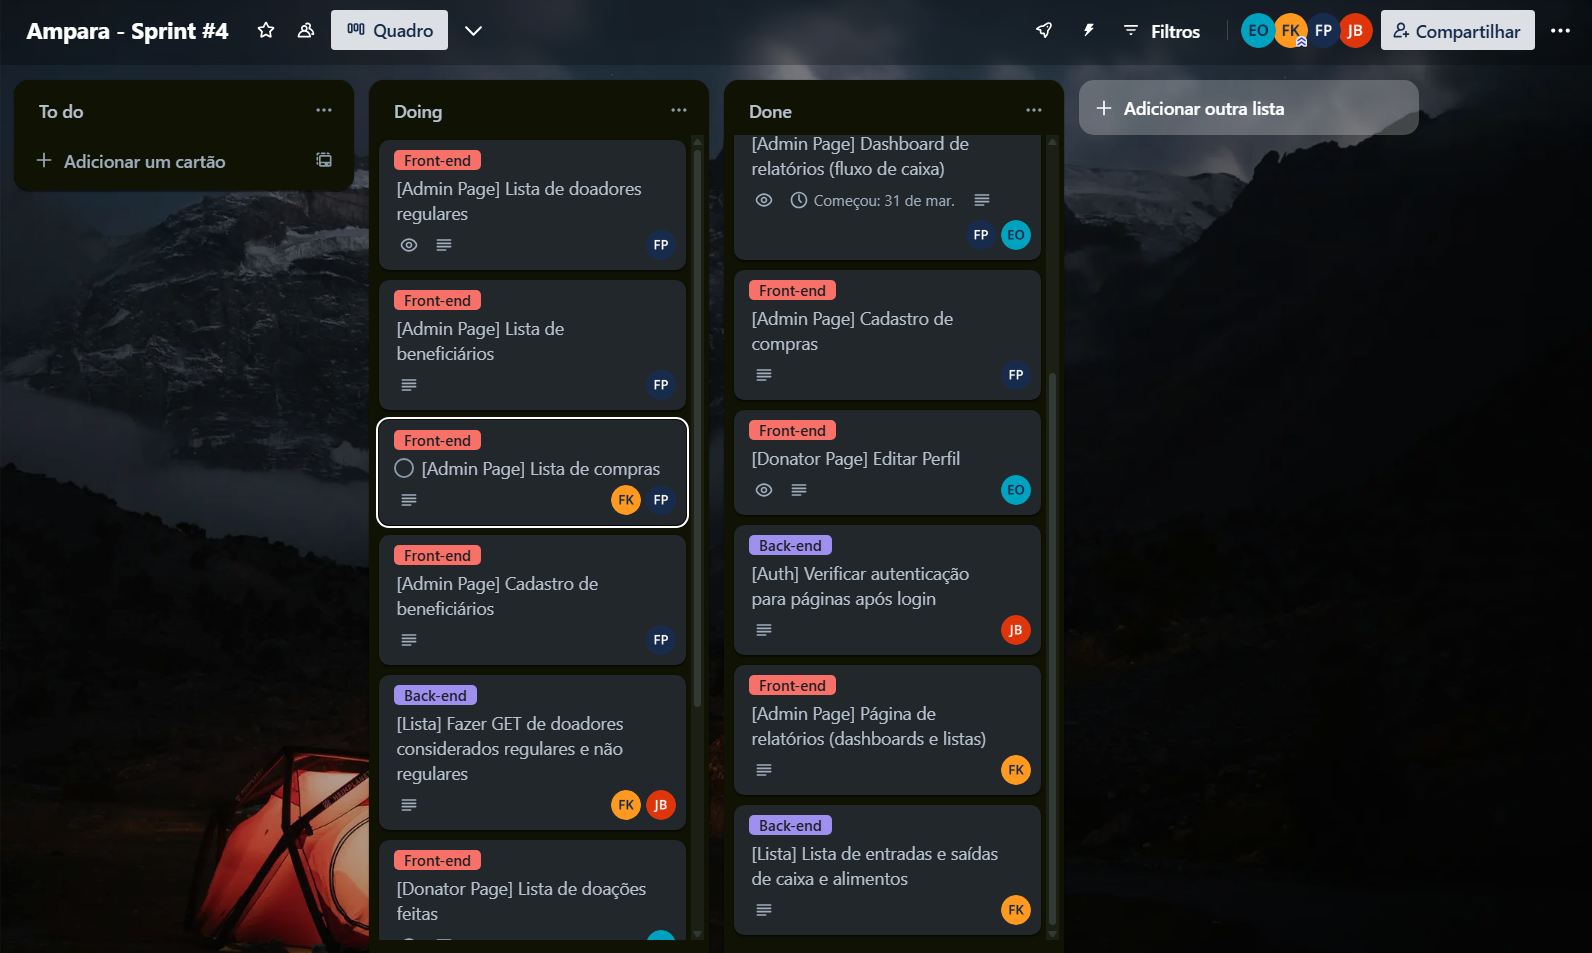 Ampara - Sprint #4
Quadro
Filtros
EO
FK
FP
JB
Compartilhar
To do
Adicionar um cartão
Doing
Front-end
[Admin Page] Lista de doadores
regulares
FP
Front-end
[Admin Page] Lista de
beneficiários
FP
Front-end
[Admin Page] Lista de compras
FK
FP
Front-end
[Admin Page] Cadastro de
beneficiários
FP
Back-end
[Lista] Fazer GET de doadores
considerados regulares e não
regulares
FK
JB
Front-end
[Donator Page] Lista de doações
feitas
Done
[Admin Page] Dashboard de
relatórios (fluxo de caixa)
Começou: 31 de mar.
FP
EO
Front-end
[Admin Page] Cadastro de
compras
FP
Front-end
[Donator Page] Editar Perfil
EO
Back-end
[Auth] Verificar autenticação
para páginas após login
JB
Front-end
[Admin Page] Página de
relatórios (dashboards e listas)
FK
Back-end
[Lista] Lista de entradas e saídas
de caixa e alimentos
FK
Adicionar outra lista